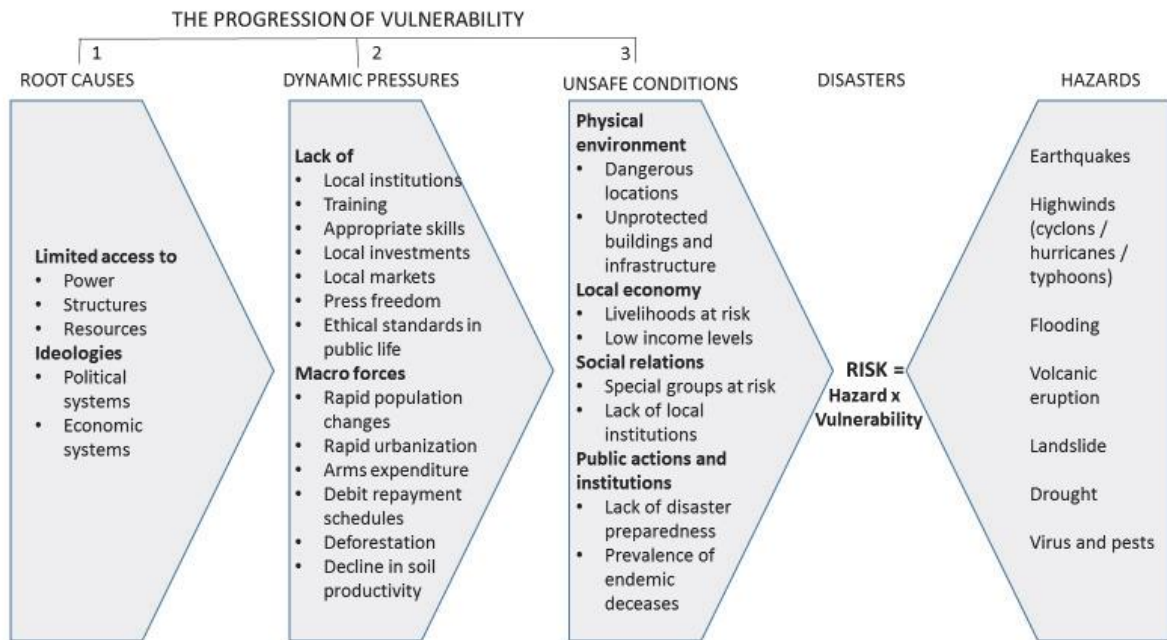 THE PROGRESSION OF VULNERABILITY
1
2
3
ROOT CAUSES
DYNAMIC PRESSURES
UNSAFE CONDITIONS
DISASTERS
HAZARDS
Limited access to
• Power
• Structures
• Resources
Ideologies
• Political
systems
• Economic
systems
Lack of
• Local institutions
• Training
• Appropriate skills
• Local investments
• Local markets
• Press freedom
• Ethical standards in
public life
Macro forces
• Rapid population
changes
• Rapid urbanization
• Arms expenditure
• Debit repayment
schedules
• Deforestation
• Decline in soil
productivity
Physical
environment
• Dangerous
locations
• Unprotected
buildings and
infrastructure
Local economy
• Livelihoods at risk
• Low income levels
Social relations
• Special groups at risk
• Lack of local
institutions
Public actions and
institutions
• Lack of disaster
preparedness
• Prevalence of
endemic
deceases
RISK =
Hazard x
Vulnerability
Earthquakes
Highwinds
(cyclons /
hurricanes /
typhoons)
Flooding
Volcanic
eruption
Landslide
Drought
Virus and pests